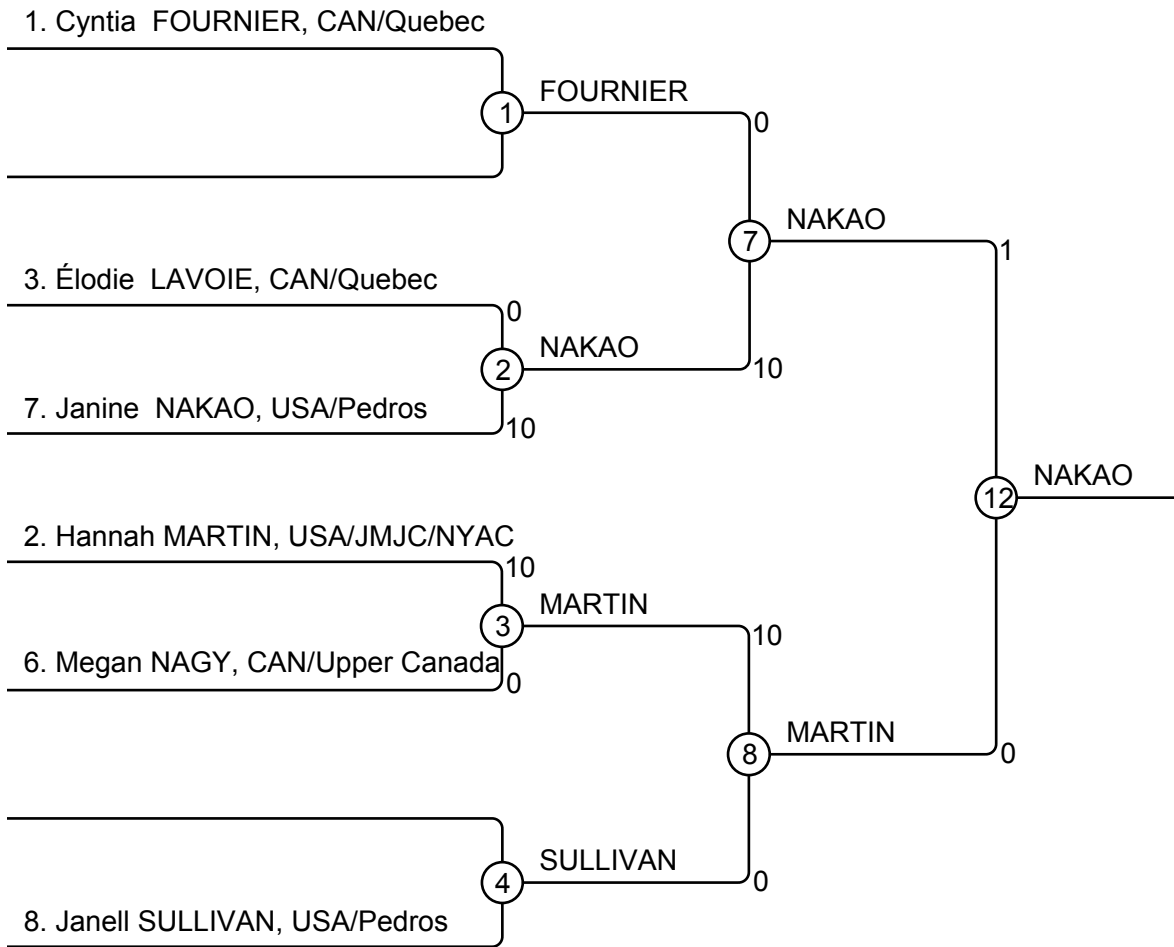 1. Cyntia  FOURNIER, CAN/Quebec
FOURNIER
1
0
NAKAO
7
1
3. Élodie  LAVOIE, CAN/Quebec
0
NAKAO
2
10
7. Janine  NAKAO, USA/Pedros
10
NAKAO
12
2. Hannah MARTIN, USA/JMJC/NYAC
10
MARTIN
3
10
6. Megan NAGY, CAN/Upper Canada
0
MARTIN
8
0
SULLIVAN
4
0
8. Janell SULLIVAN, USA/Pedros